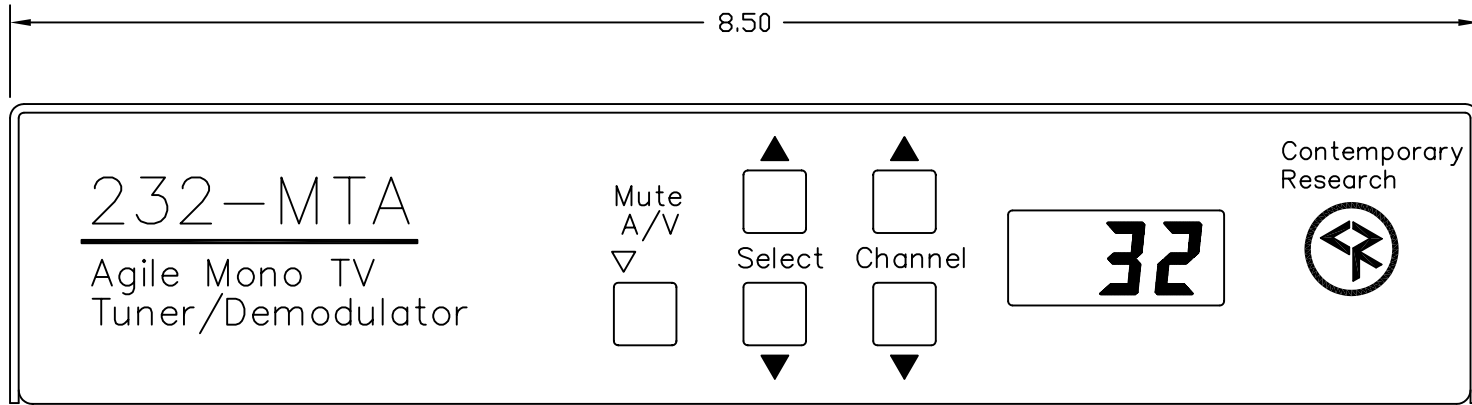 8.50
232-MTA
Agile Mono TV
Tuner/Demodulator
Mute
A/V
Select
Channel
32
Contemporary
Research